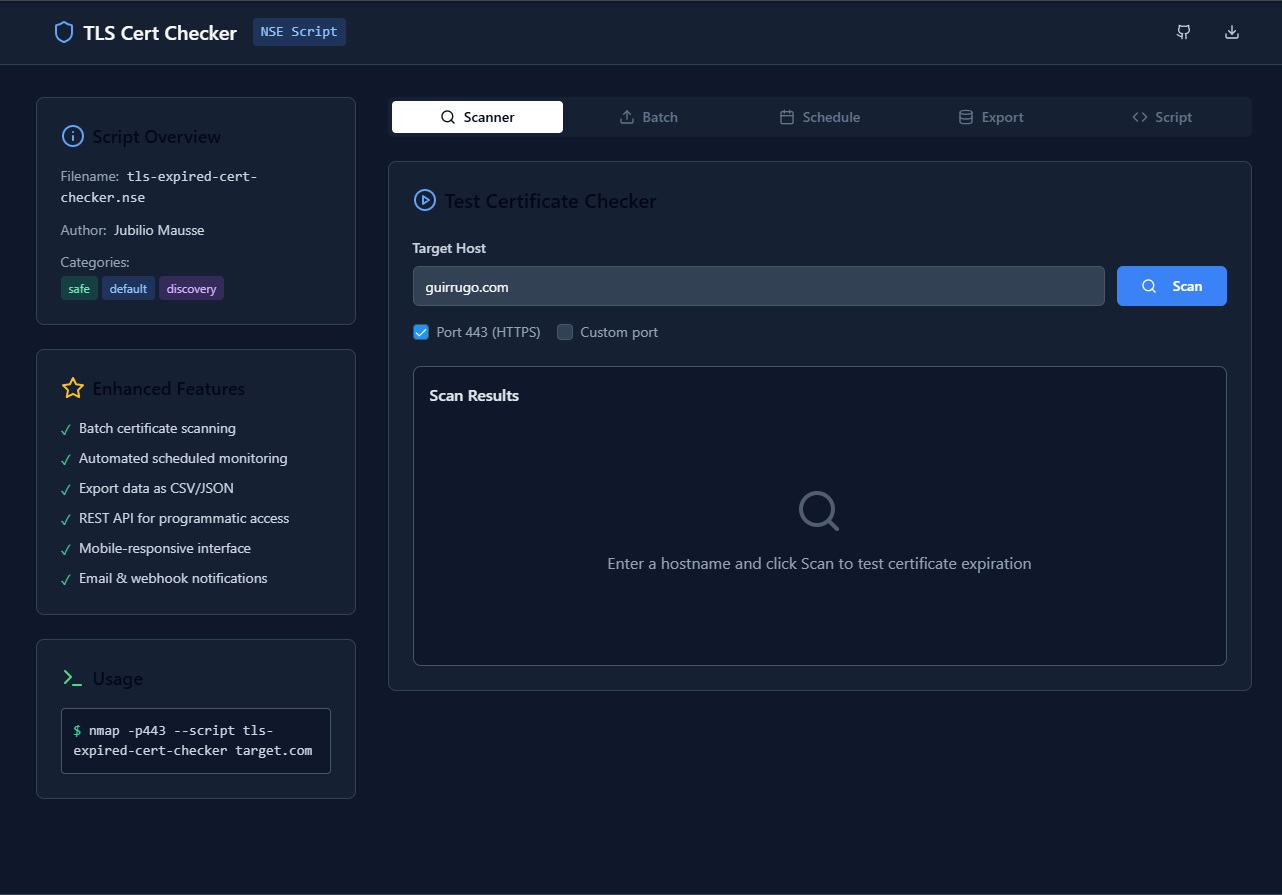 TLS Cert Checker
NSE Script
Script Overview
Filename: tls-expired-cert-
checker.nse
Author: Jubilio Mausse
Categories:
safe default discovery
Enhanced Features
✓ Batch certificate scanning
✓ Automated scheduled monitoring
✓ Export data as CSV/JSON
✓ REST API for programmatic access
✓ Mobile-responsive interface
✓ Email & webhook notifications
Usage
$ nmap -p443 --script tls-
expired-cert-checker target.com
Scanner Batch Schedule Export Script
Test Certificate Checker
Target Host
guirrugo.com
Scan
Port 443 (HTTPS) Custom port
Scan Results
Enter a hostname and click Scan to test certificate expiration